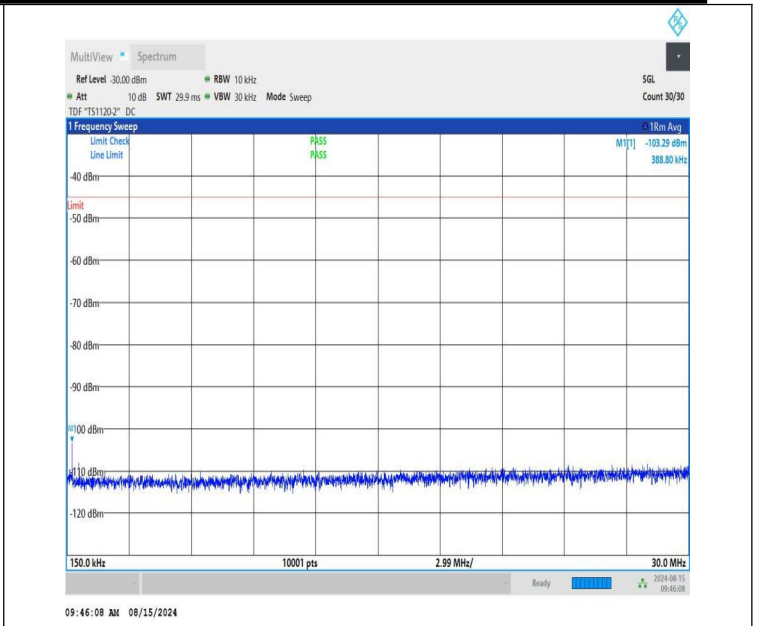 R S
MultiView Spectrum
Ref Level -30.00 dBm RBW 10 kHz SGL
Att 10 dB SWT 29.9 ms VBW 30 kHz Mode Sweep Count 30/30
TDF "TS1120-2" DC
1 Frequency Sweep 1Rm Avg
Limit Check PASS M1[1] -103.29 dBm
Line Limit PASS 388.80 kHz
-40 dBm
Limit
-50 dBm
-60 dBm
-70 dBm
-80 dBm
-90 dBm
M1
-100 dBm
-110 dBm
-120 dBm
150.0 kHz 10001 pts 2.99 MHz/ 30.0 MHz
Ready 2024-08-15
09:46:08
09:46:08 AM 08/15/2024